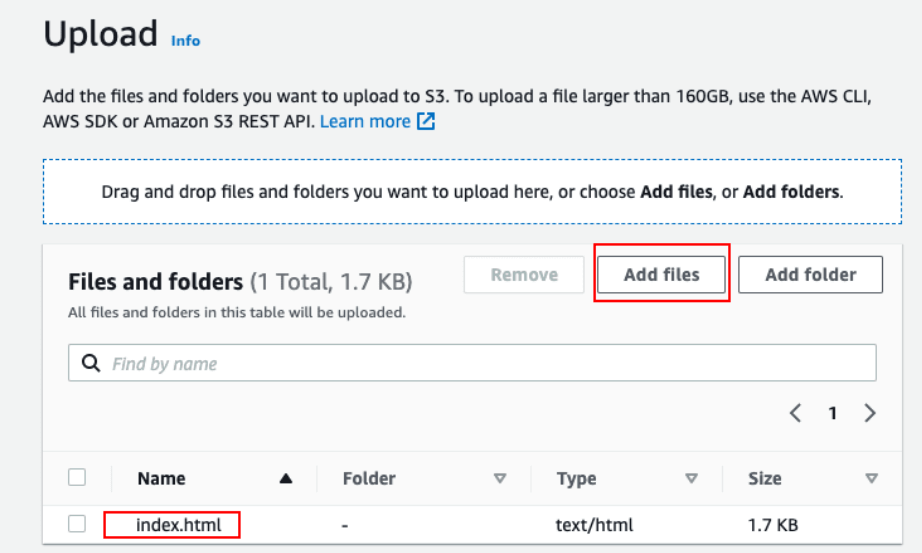 Upload Info
Add the files and folders you want to upload to S3. To upload a file larger than 160GB, use the AWS CLI,
AWS SDK or Amazon S3 REST API. Learn more
Drag and drop files and folders you want to upload here, or choose Add files, or Add folders.
Files and folders (1 Total, 1.7 KB) Remove Add files Add folder
All files and folders in this table will be uploaded.
Find by name
1
Name Folder Type Size
index.html - text/html 1.7 KB